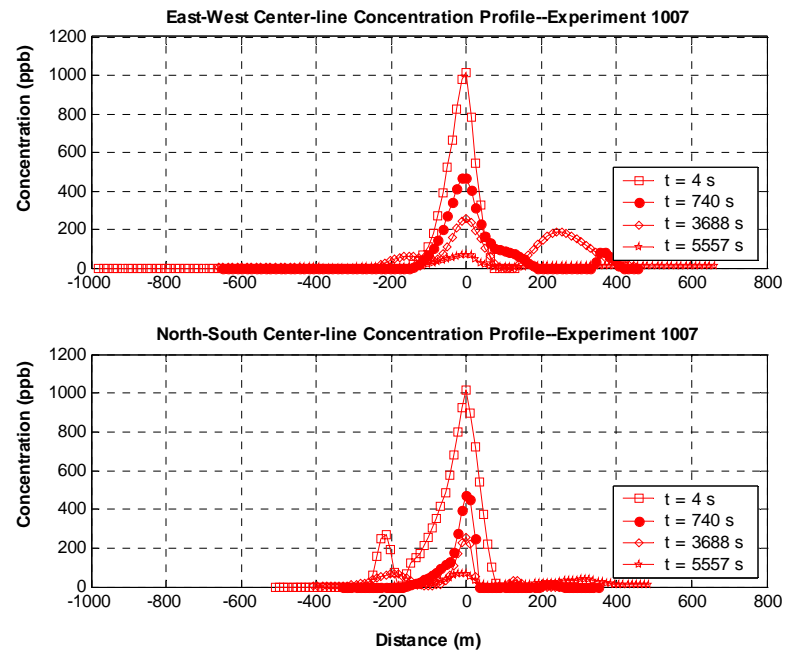 East-West Center-line Concentration Profile--Experiment 1007
1200
1000
800
600
400
200
0
Concentration (ppb)
t = 4 s
t = 740 s
t = 3688 s
t = 5557 s
-1000 -800 -600 -400 -200 0 200 400 600 800
North-South Center-line Concentration Profile--Experiment 1007
1200
1000
800
600
400
200
0
Concentration (ppb)
t = 4 s
t = 740 s
t = 3688 s
t = 5557 s
-1000 -800 -600 -400 -200 0 200 400 600 800
Distance (m)